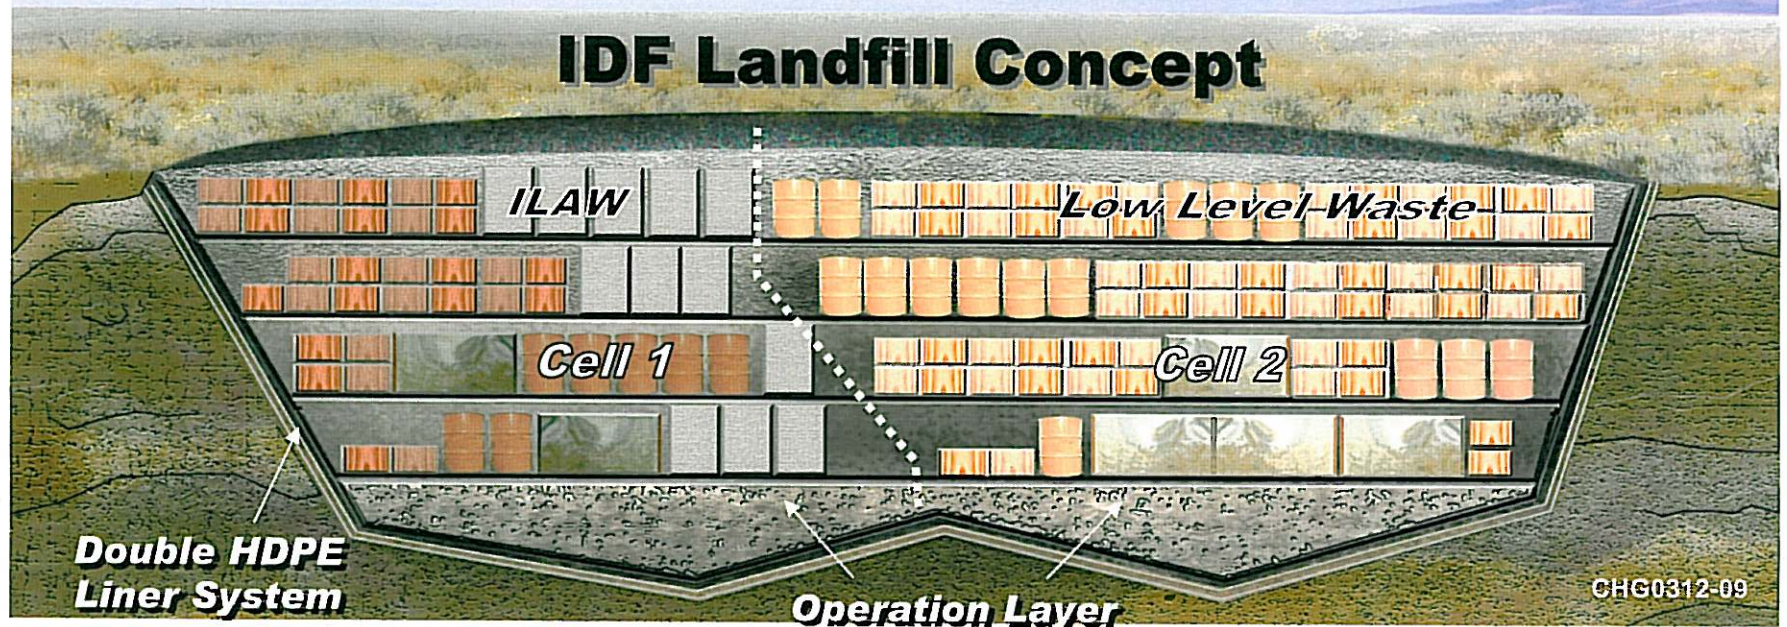 IDF Landfill Concept
ILAW
Low Level Waste
Cell 1
Cell 2
Double HDPE
Liner System
Operation Layer
CHG0312-09